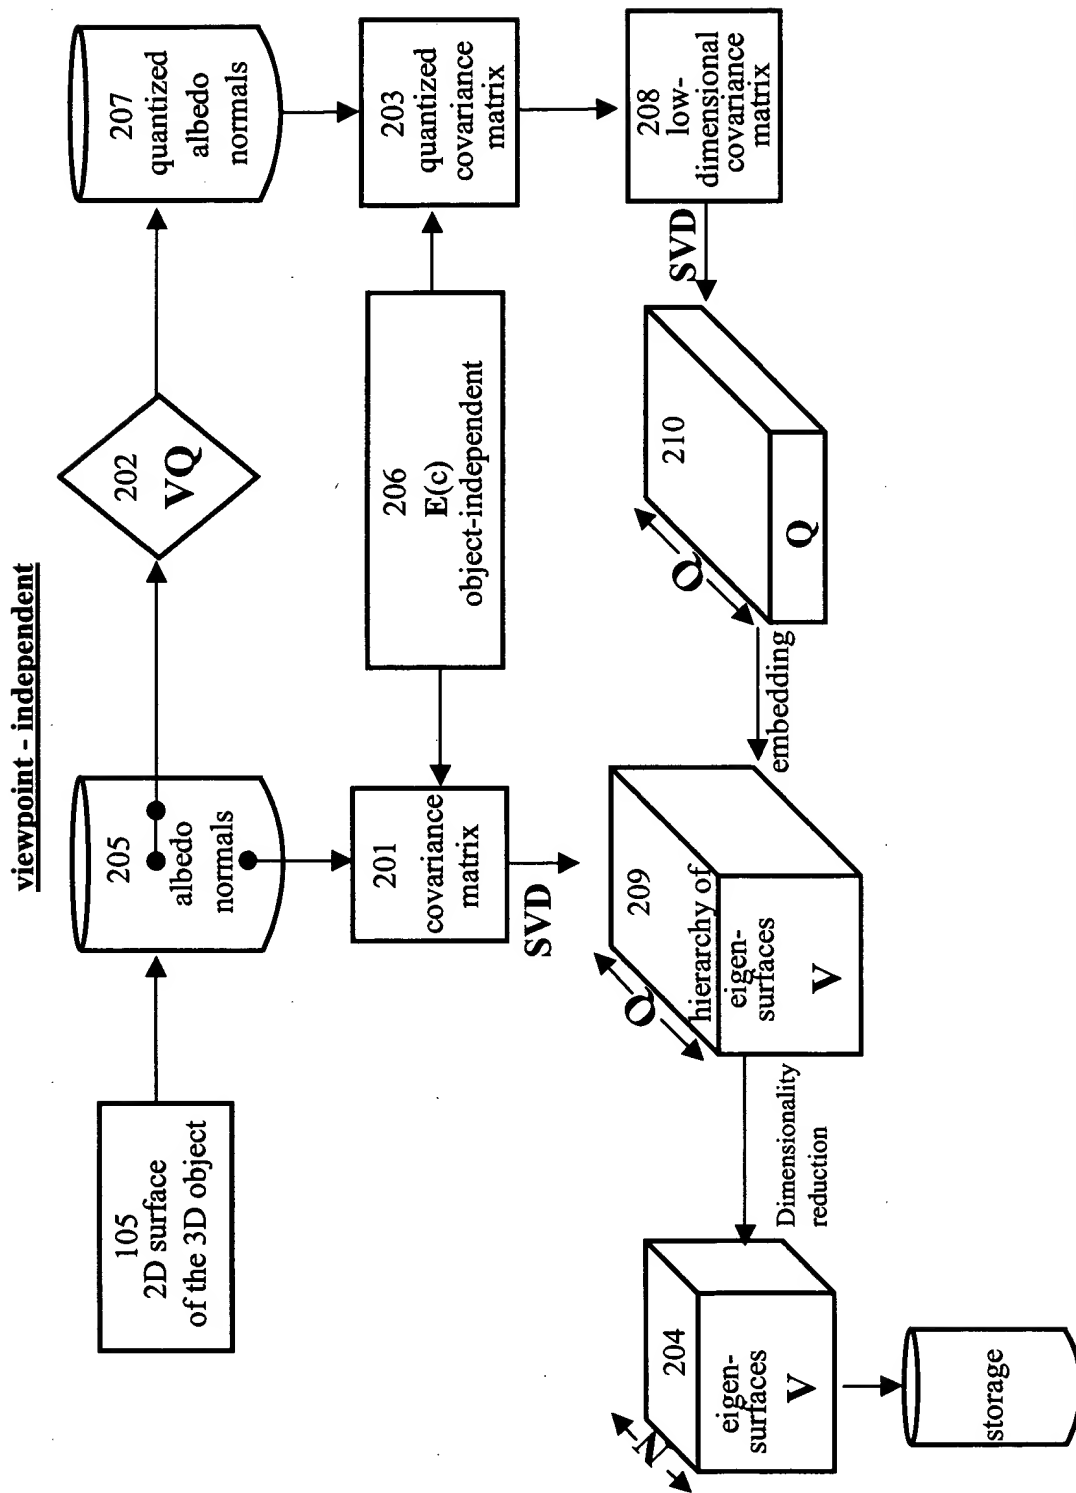 viewpoint - independent
105
2D surface
of the 3D object
205
albedo
normals
202
VQ
207
quantized
albedo
normals
201
covariance
matrix
206
E(c)
object-independent
203
quantized
covariance
matrix
SVD
208
low-
dimensional
covariance
matrix
SVD
204
eigen-
surfaces
V
N
Dimensionality
reduction
209
hierarchy of
eigen-
surfaces
V
Q
embedding
210
Q
Q
storage